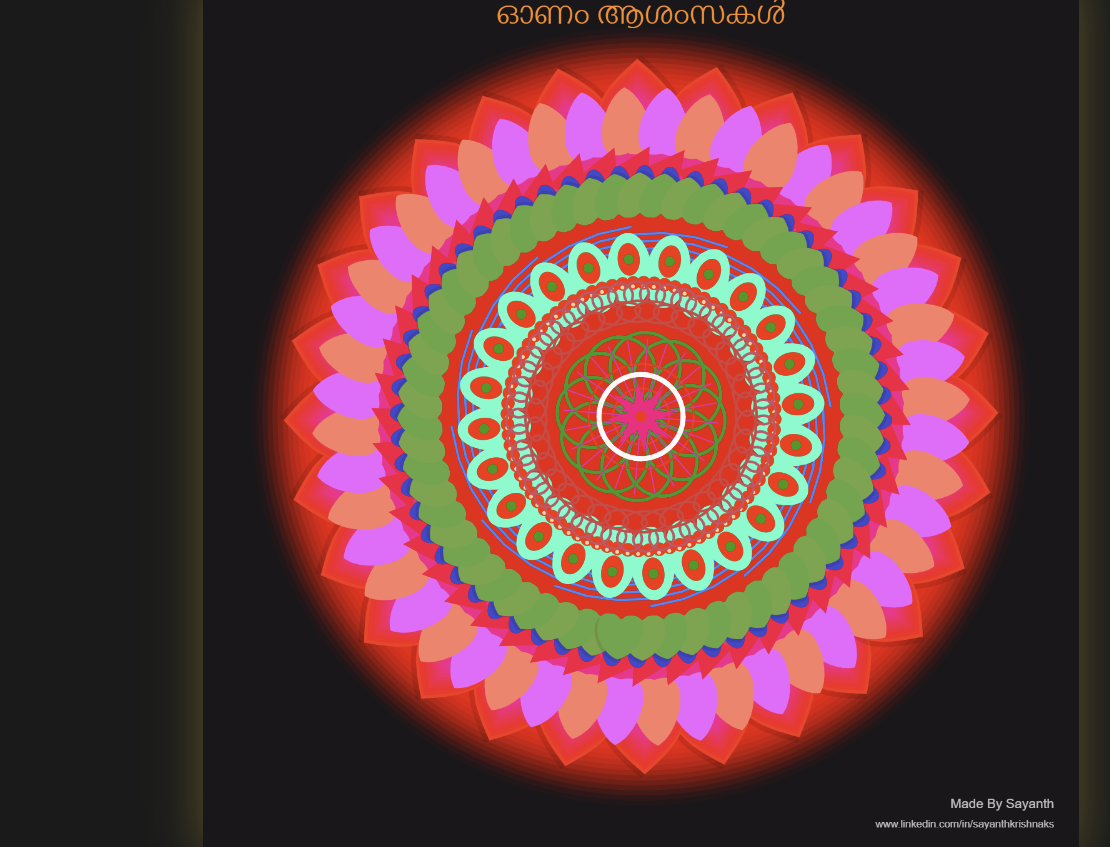 ഓണം ആശംസകൾ
Made By Sayanth
www.linkedin.com/in/sayanthkrishnaks